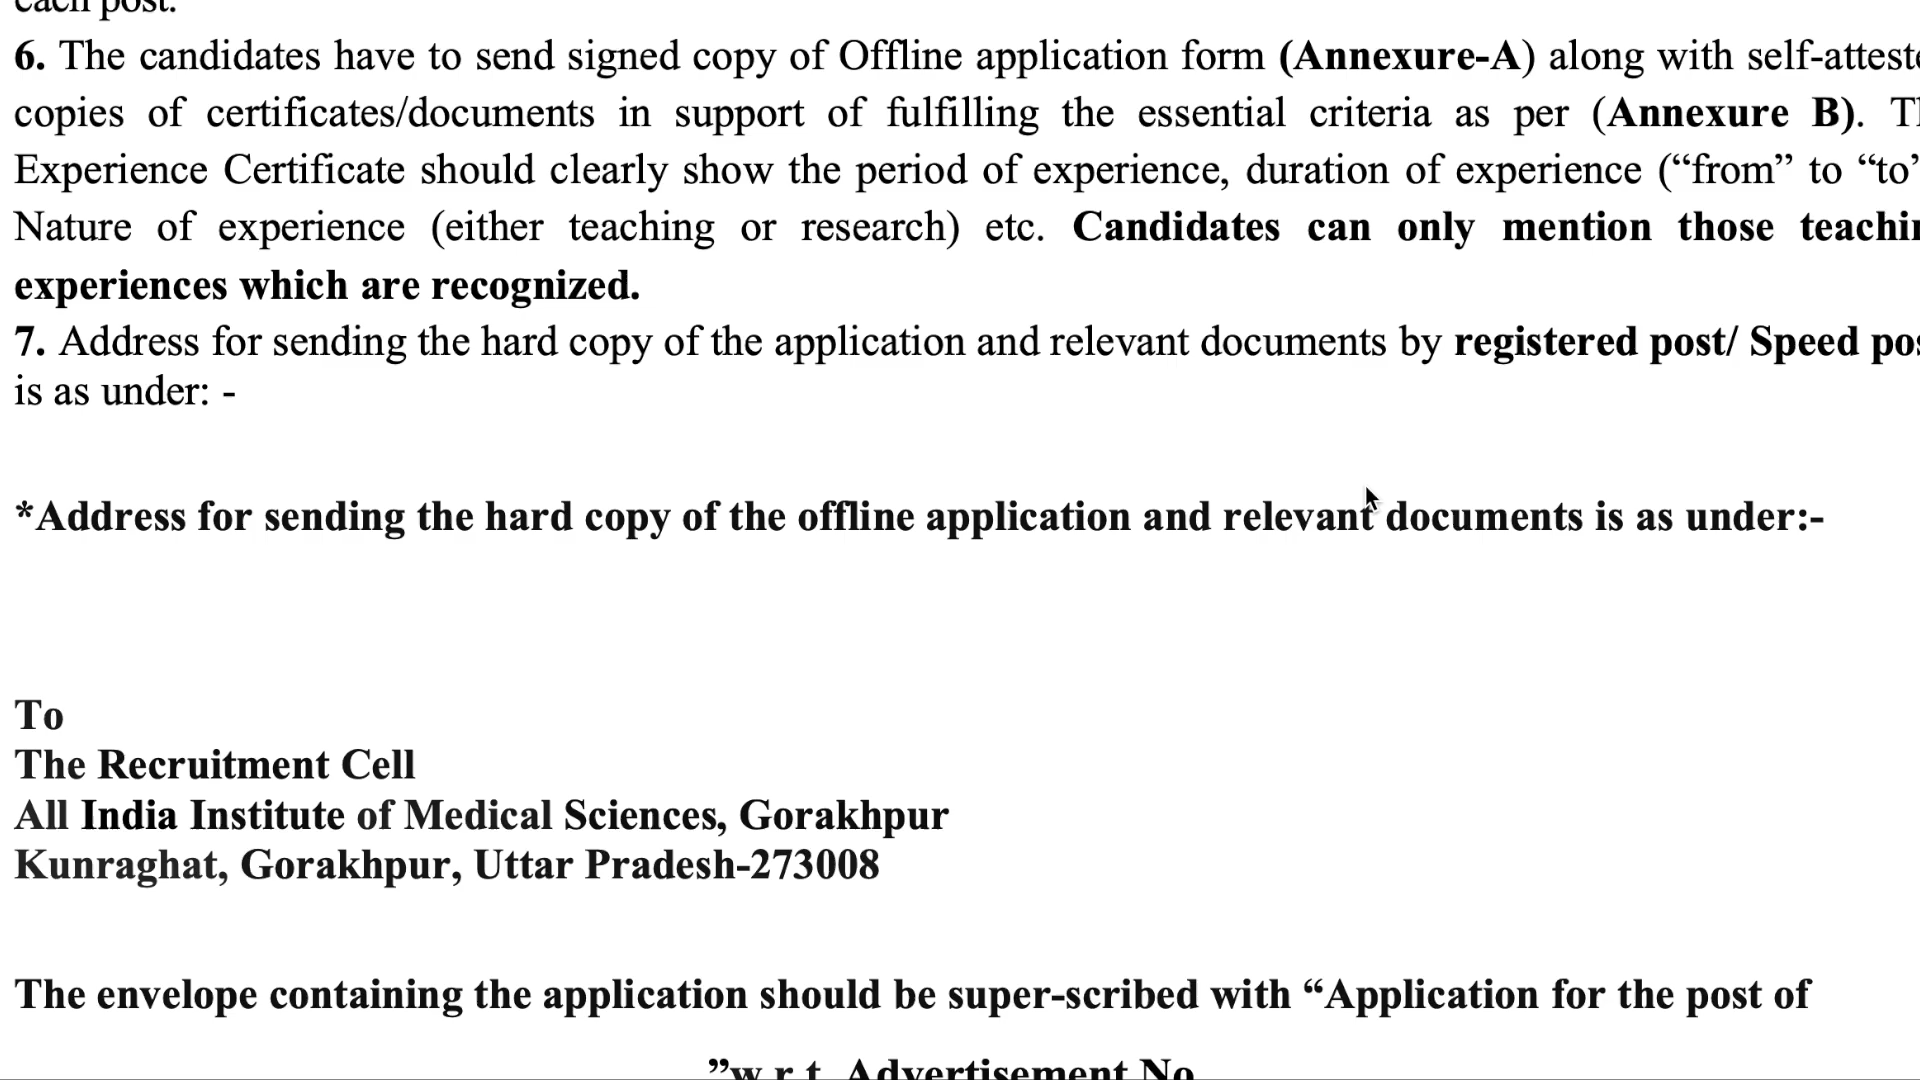 each post.
6. The candidates have to send signed copy of Offline application form (Annexure-A) along with
copies of certificates/documents in support of fulfilling the essential criteria as per (Annexure B).
Experience Certificate should clearly show the period of experience, duration of experience (“from” to “to”
Nature of experience (either teaching or research) etc. Candidates can only mention those
experiences which are recognized.
7. Address for sending the hard copy of the application and relevant documents by registered post/ Speed
is as under: -
*Address for sending the hard copy of the offline application and relevant documents is as under:-
To
The Recruitment Cell
All India Institute of Medical Sciences, Gorakhpur
Kunraghat, Gorakhpur, Uttar Pradesh-273008
The envelope containing the application should be super-scribed with “Application for the post of
”w.r.t. Advertisement No